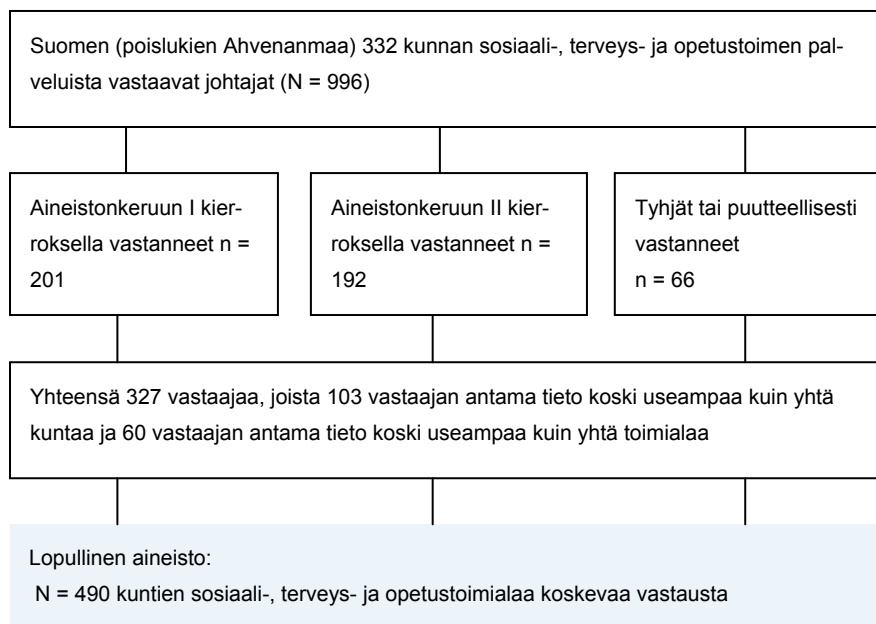 Suomen (poislukien Ahvenanmaa) 332 kunnan sosiaali-, terveys- ja opetustoimen pal-
veluista vastaavat johtajat (N = 996)
Aineistonkeruun I kier-
roksella vastanneet n =
201
Aineistonkeruun II kier-
roksella vastanneet n =
192
Tyhjät tai puutteellisesti
vastanneet
n = 66
Yhteensä 327 vastaajaa, joista 103 vastaajan antama tieto koski useampaa kuin yhtä
kuntaa ja 60 vastaajan antama tieto koski useampaa kuin yhtä toimialaa
Lopullinen aineisto:
N = 490 kuntien sosiaali-, terveys- ja opetustoimialaa koskevaa vastausta